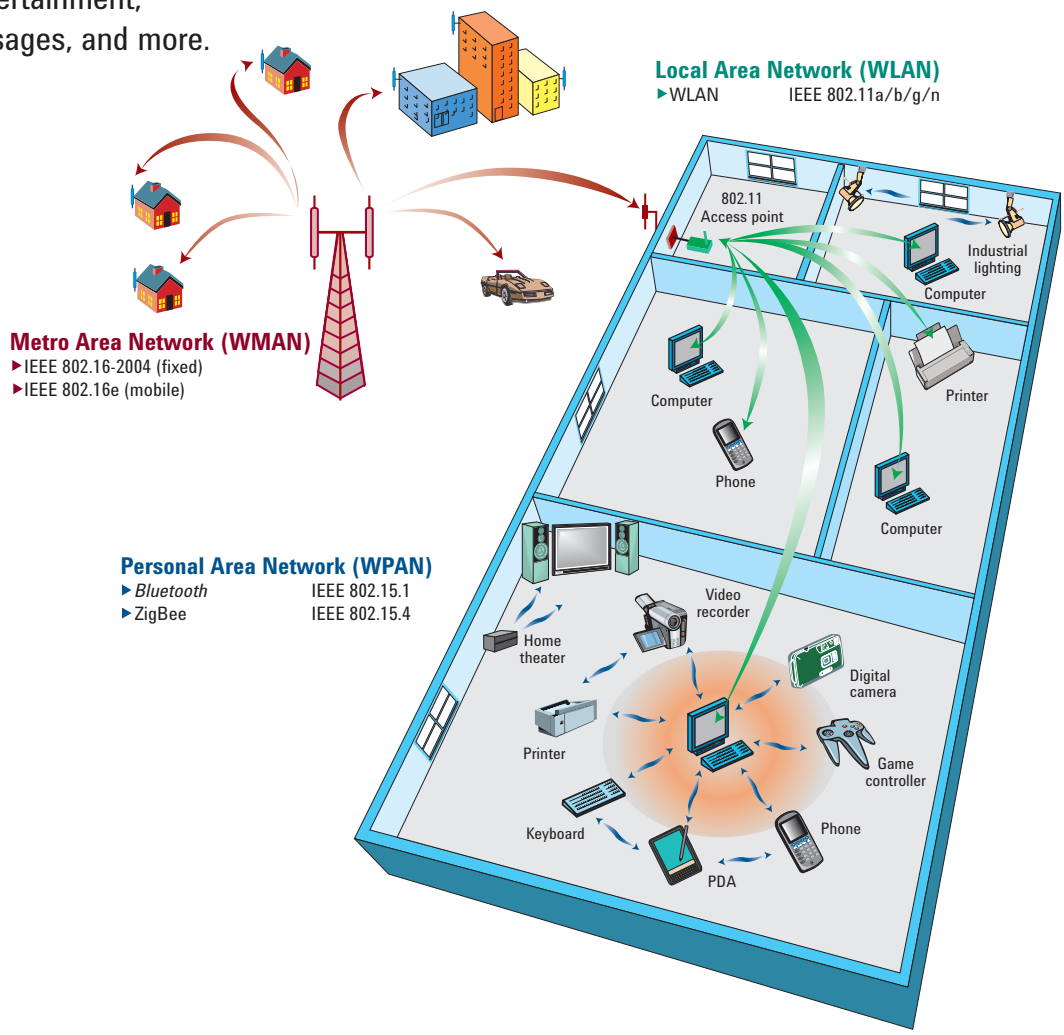 ertainment,
sages, and more.
Local Area Network (WLAN)
▶WLAN IEEE 802.11a/b/g/n
802.11
Access point
Industrial
lighting
Computer
Metro Area Network (WMAN)
▶IEEE 802.16-2004 (fixed)
▶IEEE 802.16e (mobile)
Computer
Printer
Phone
Computer
Personal Area Network (WPAN)
▶Bluetooth IEEE 802.15.1
▶ZigBee IEEE 802.15.4
Video
recorder
Home
theater
Digital
camera
Printer
Game
controller
Keyboard
Phone
PDA